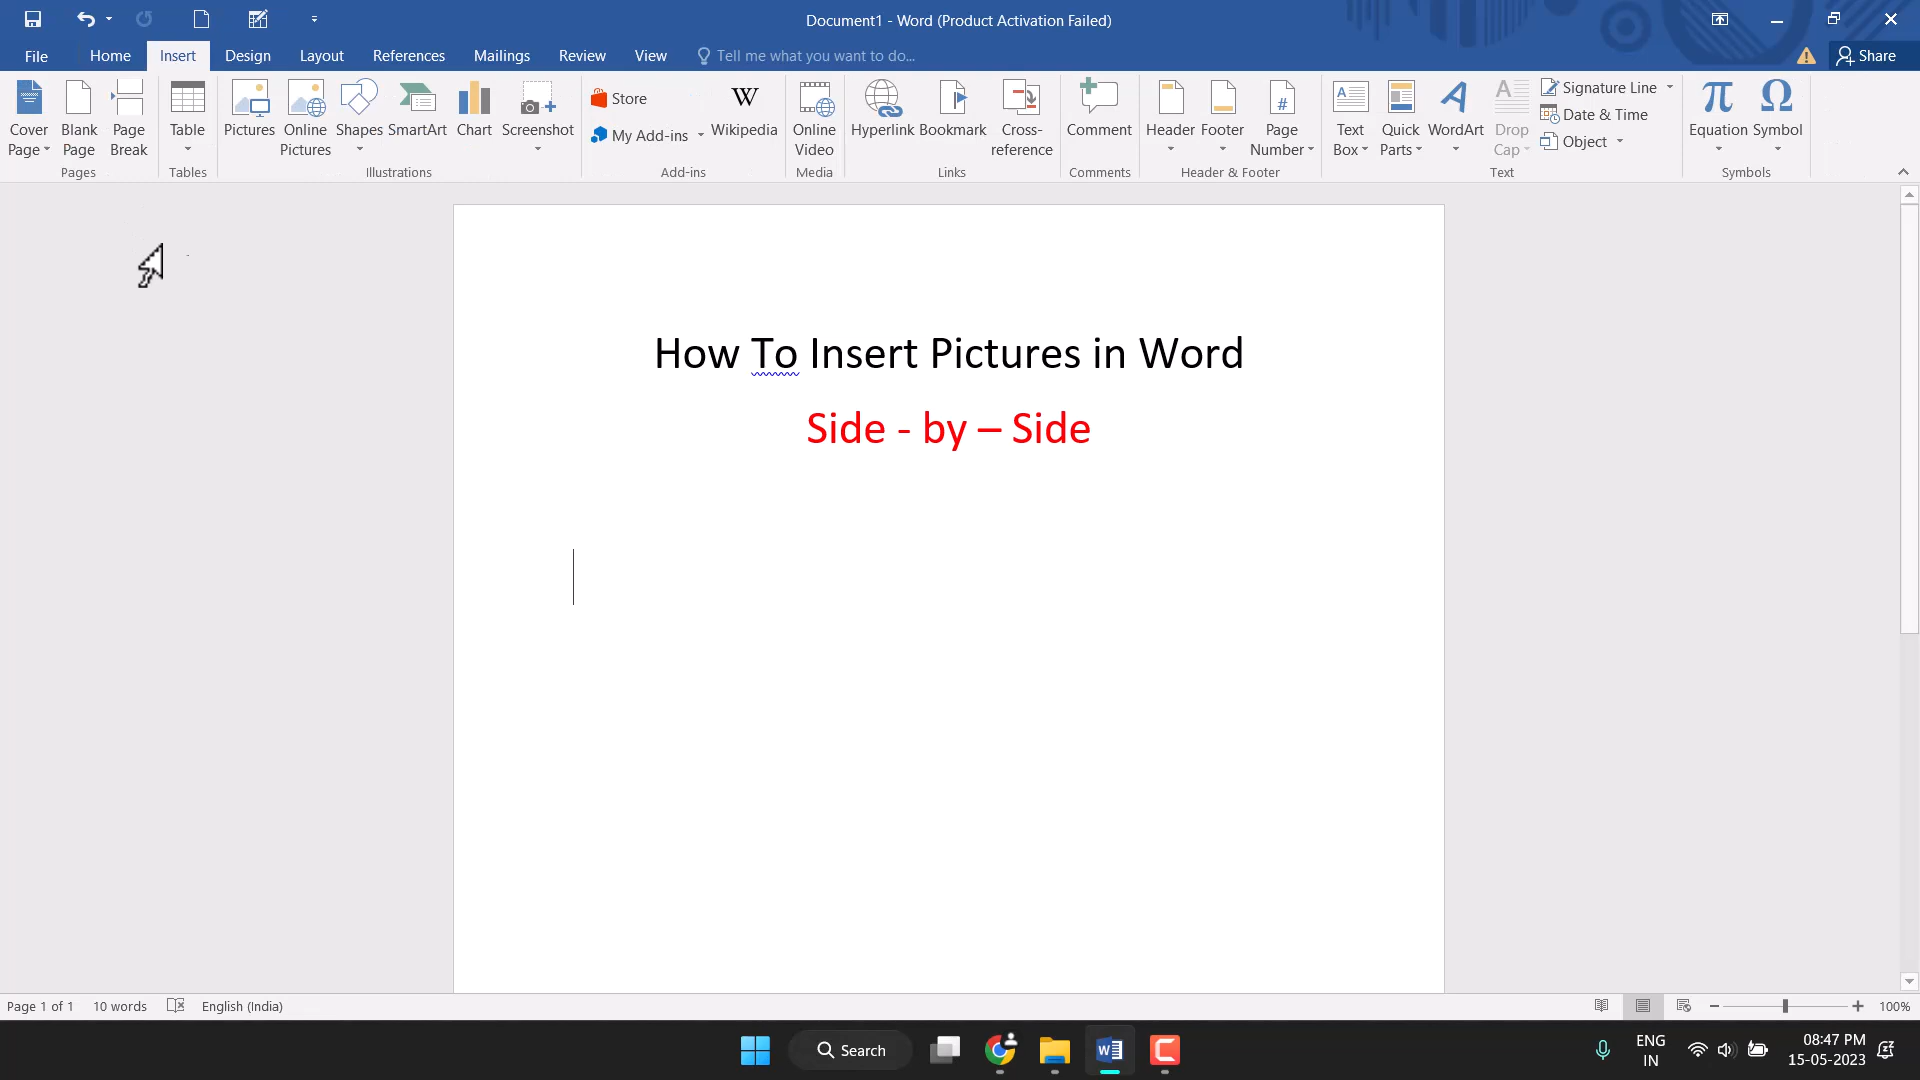 Document1 - Word (Product Activation Failed)
File Home Insert Design Layout References Mailings Review View Tell me what you want to do... Share
Cover Page
Blank Page
Page Break
Table
Pictures
Online Pictures
Shapes
SmartArt
Chart
Screenshot
Store
My Add-ins
W
Wikipedia
Online Video
Hyperlink
Bookmark
Cross-reference
Comment
Header
Footer
Page Number
Text Box
Quick Parts
WordArt
Drop Cap
Signature Line
Date & Time
Object
π
Equation
Ω
Symbol
Pages Tables Illustrations Add-ins Media Links Comments Header & Footer Text Symbols
How To Insert Pictures in Word
Side - by – Side
Page 1 of 1 10 words English (India) 100%
Search
ENG
IN
08:47 PM
15-05-2023